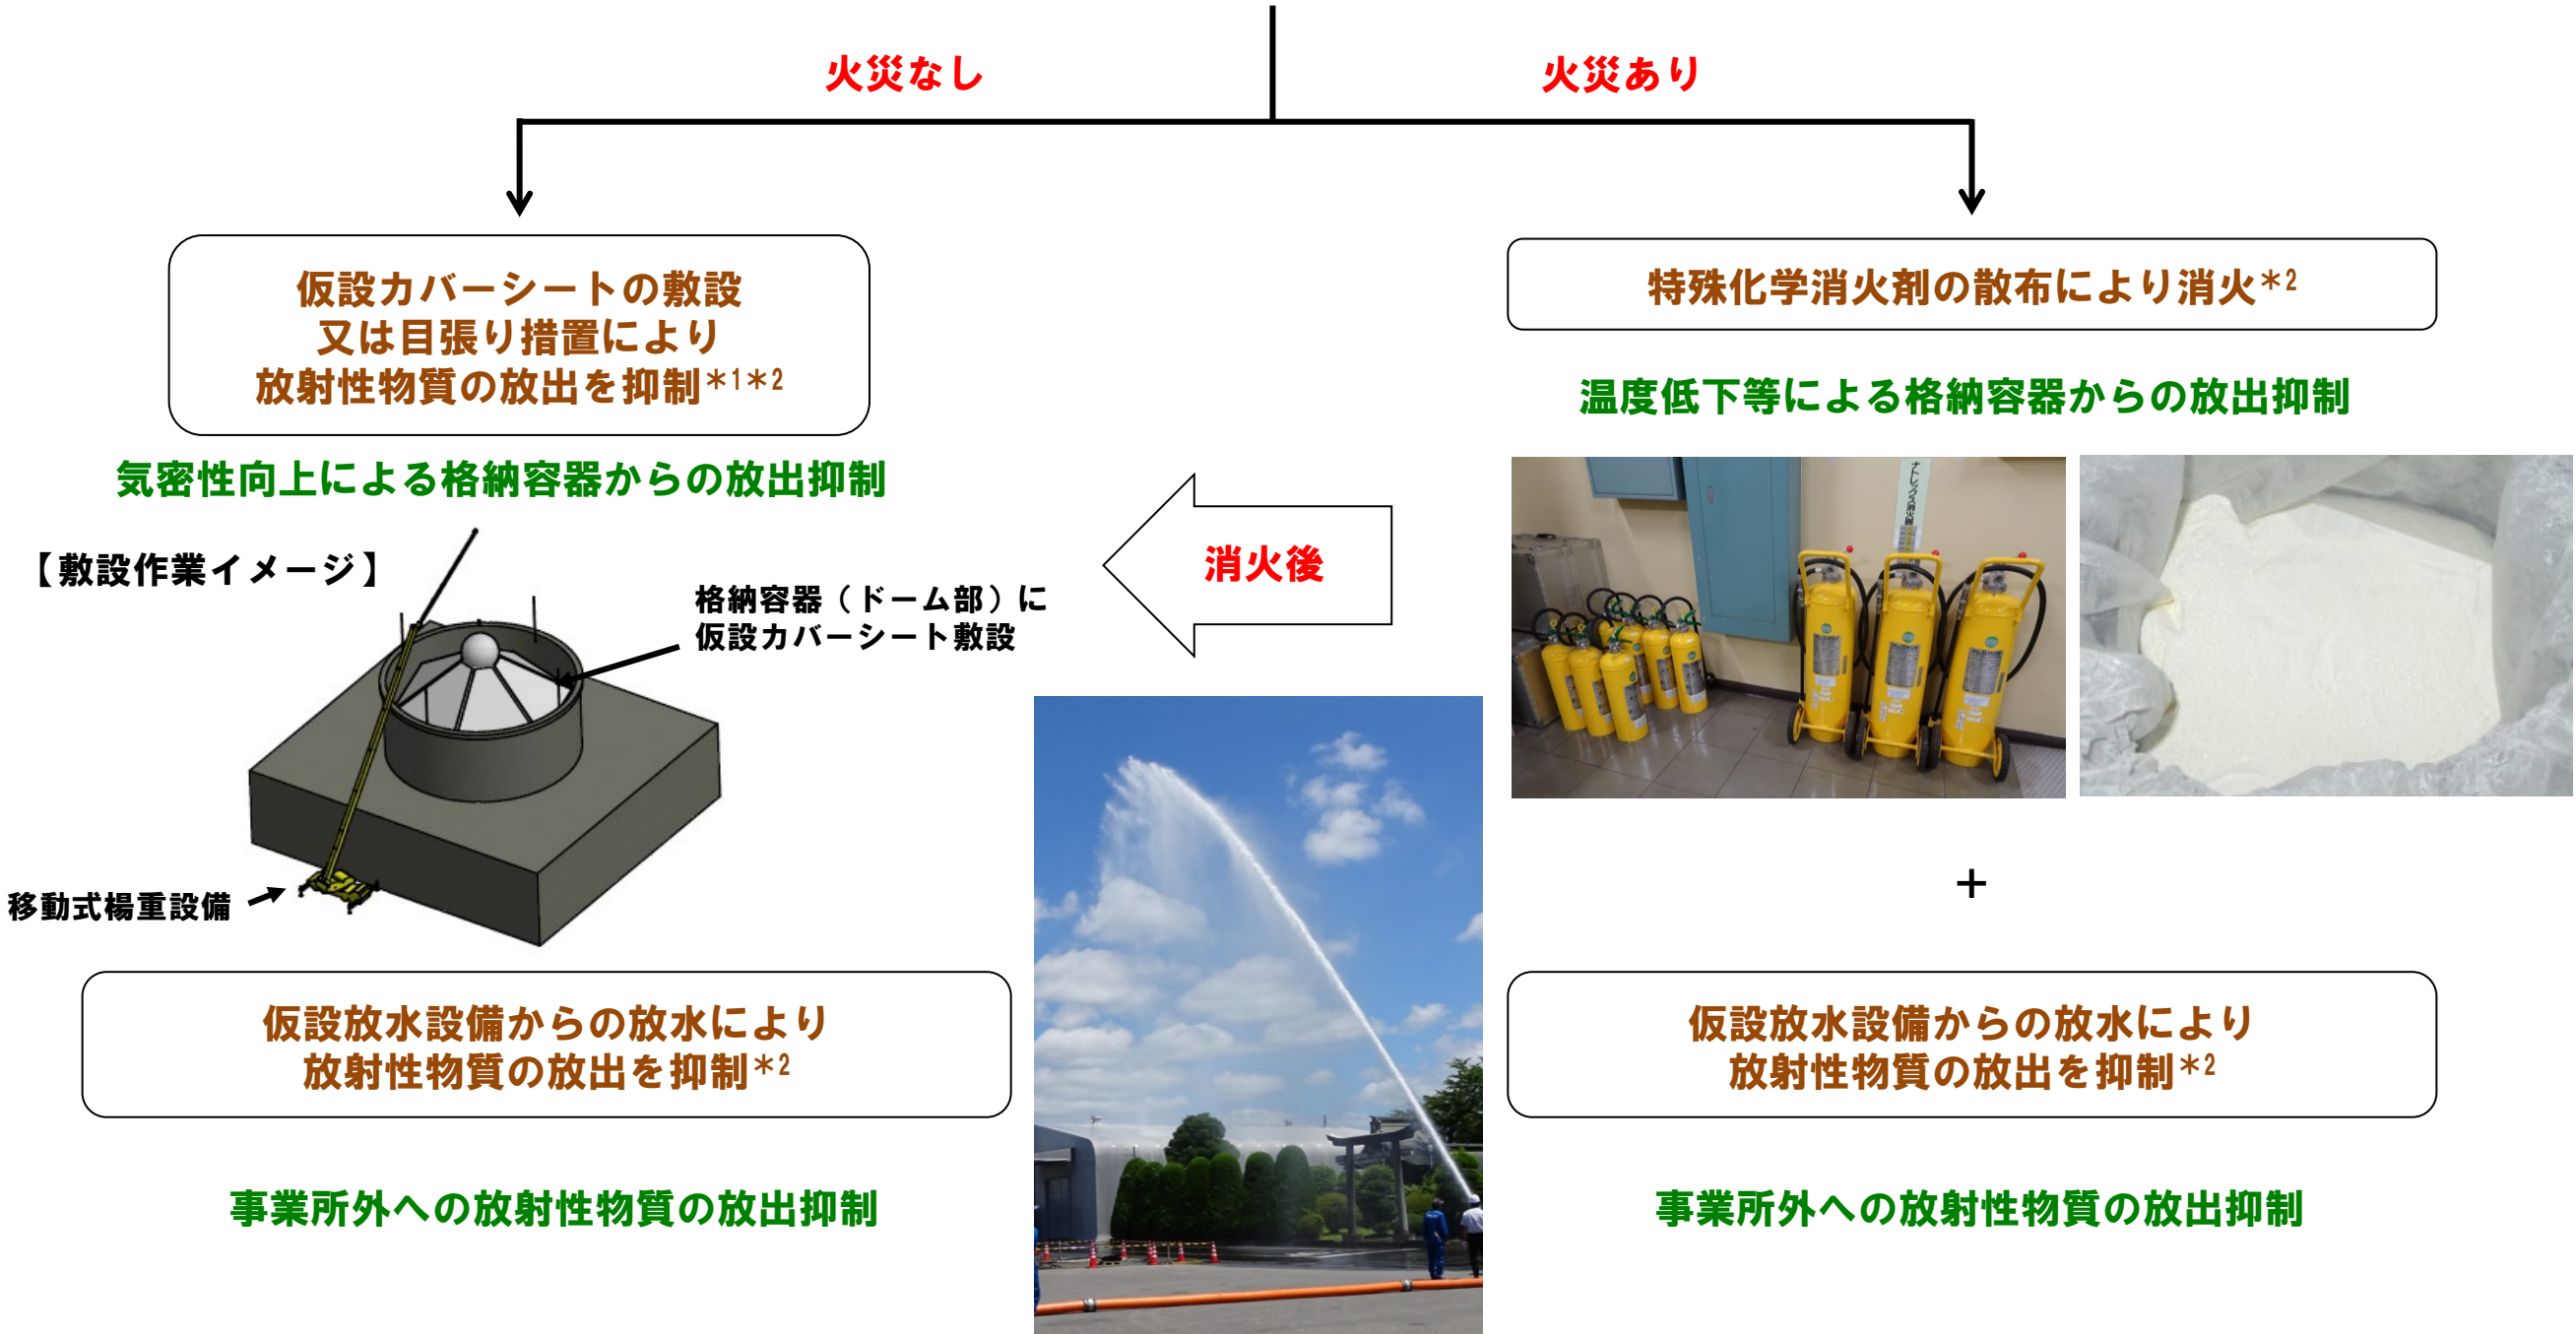 火災なし
火災あり
仮設カバーシートの敷設
又は目張り措置により
放射性物質の放出を抑制*1*2
気密性向上による格納容器からの放出抑制
【敷設作業イメージ】
格納容器（ドーム部）に
仮設カバーシート敷設
移動式楊重設備
特殊化学消火剤の散布により消火*2
温度低下等による格納容器からの放出抑制
ナトレックス消火器
消火後
+
仮設放水設備からの放水により
放射性物質の放出を抑制*2
事業所外への放射性物質の放出抑制
仮設放水設備からの放水により
放射性物質の放出を抑制*2
事業所外への放射性物質の放出抑制